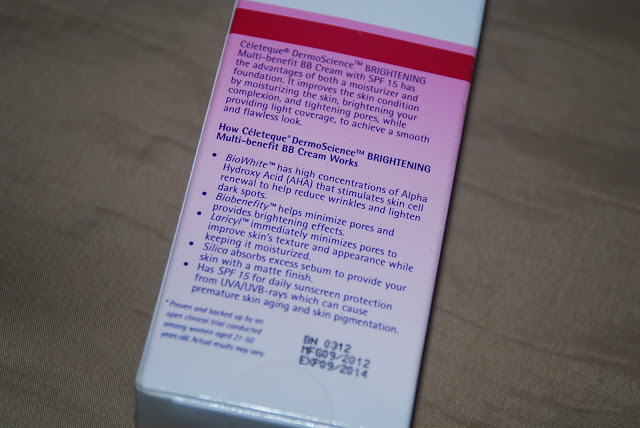 Céleteque® DermoScience™ BRIGHTENING
Multi-benefit BB Cream with SPF 15 has
the advantages of both a moisturizer and
foundation. It improves the skin condition
by moisturizing the skin, brightening your
complexion, and tightening pores, while
providing light coverage, to achieve a smooth
and flawless look.
How Céleteque® DermoScience™ BRIGHTENING
Multi-benefit BB Cream Works
• BioWhite™ has high concentrations of Alpha
Hydroxy Acid (AHA) that stimulates skin cell
renewal to help reduce wrinkles and lighten
dark spots.
• Biobenefity™ helps minimize pores and
provides brightening effects.
• Laricyl™ immediately minimizes pores to
improve skin's texture and appearance while
keeping it moisturized.
• Silica absorbs excess sebum to provide your
skin with a matte finish.
• Has SPF 15 for daily sunscreen protection
from UVA/UVB-rays which can cause
premature skin aging and skin pigmentation.
* Proven and backed up by an
open clinical trial conducted
among women aged 21-50
years old. Actual results may vary.
BN 0312
MFG09/2012
EXP09/2014